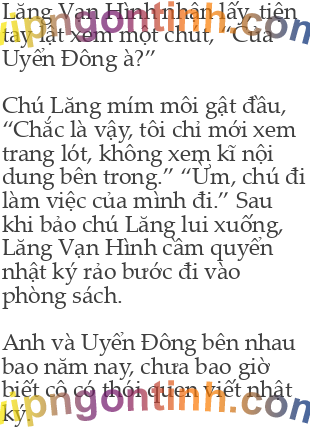 Lăng Vạn Hình nhận lấy, tiện
tay lật xem một chút, “Của
Uyển Đông à?”

Chú Lăng mím môi gật đầu,
“Chắc là vậy, tôi chỉ mới xem
trang lót, không xem kĩ nội
dung bên trong.” “Ừm, chú đi
làm việc của mình đi.” Sau
khi bảo chú Lăng lui xuống,
Lăng Vạn Hình cầm quyển
nhật ký rảo bước đi vào
phòng sách.

Anh và Uyển Đông bên nhau
bao năm nay, chưa bao giờ
biết cô có thói quen viết nhật
ký.
vipngontinh.com
vipngontinh.com